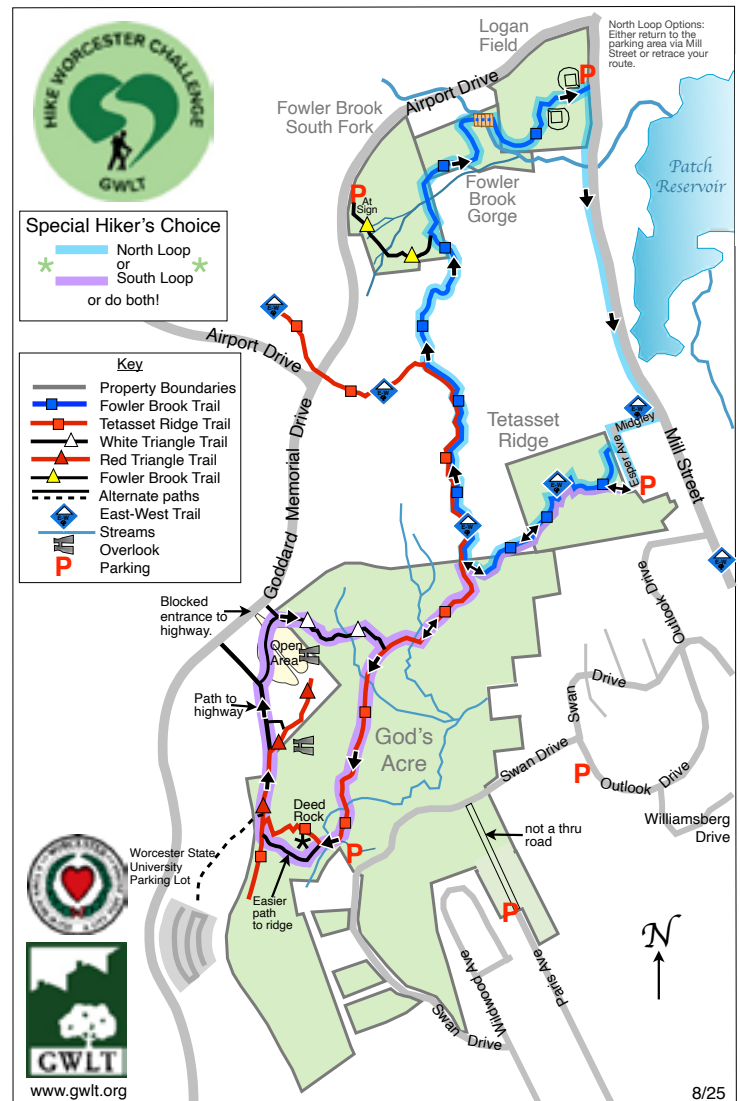 HIKE WORCESTER CHALLENGE
GWLT
Special Hiker's Choice
North Loop
or
* South Loop *
or do both!
Key
Property Boundaries
Fowler Brook Trail
Tetasset Ridge Trail
White Triangle Trail
Red Triangle Trail
Fowler Brook Trail
Alternate paths
E-W
East-West Trail
Streams
Overlook
P
Parking
Logan
Field
North Loop Options:
Either return to the
parking area via Mill
Street or retrace your
route.
P
Airport Drive
Fowler Brook
South Fork
P
At
Sign
Fowler
Brook
Gorge
Patch
Reservoir
E-W
Airport Drive
E-W
Goddard Memorial Drive
Tetasset
Ridge
E-W
Midgley
Esper Ave
Mill Street
E-W
P
E-W
E-W
Blocked
entrance to
highway.
Open
Area
Path to
highway
God's
Acre
Deed
Rock
*
P
Worcester State
University
Parking Lot
Easier
path
to ridge
Outlook Drive
Swan
Drive
Swan Drive
P
Outlook Drive
Williamsberg
Drive
not a thru
road
P
Wildwood Ave
Paris Ave
Swan Drive
N
WORCESTER
GWLT
www.gwlt.org
8/25